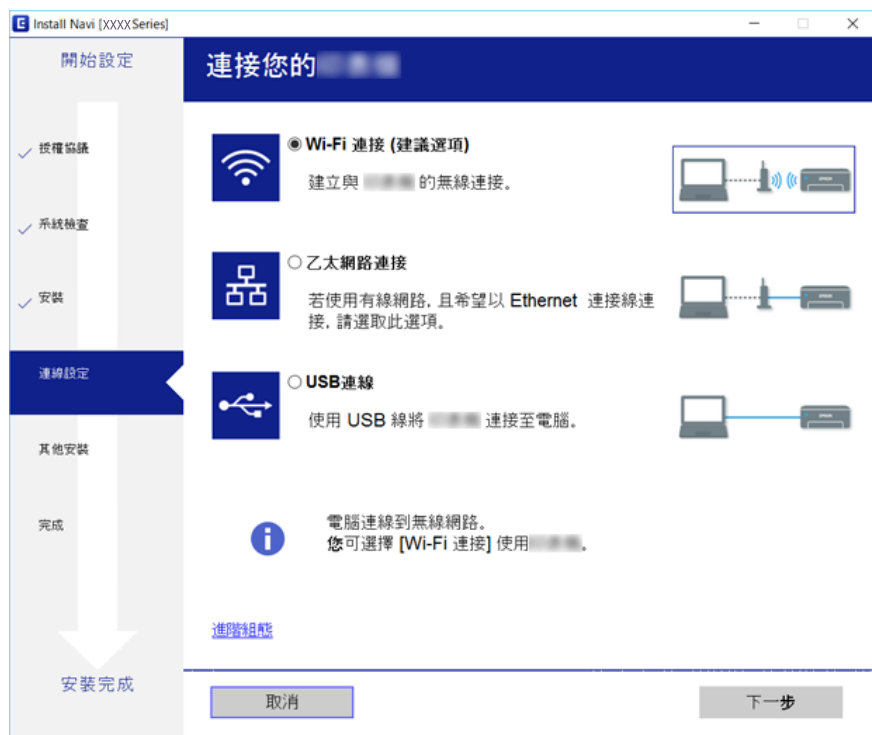 Install Navi [XXXX Series]
開始設定
授權協議
系統檢查
安裝
連線設定
其他安裝
完成
安裝完成
連接您的
Wi-Fi 連接 (建議選項)
建立與 的無線連接。
乙太網路連接
若使用有線網路, 且希望以 Ethernet 連接線連
接, 請選取此選項。
USB連線
使用 USB 線將 連接至電腦。
電腦連線到無線網路。
您可選擇 [Wi-Fi 連接] 使用 。
進階組態
取消
下一步